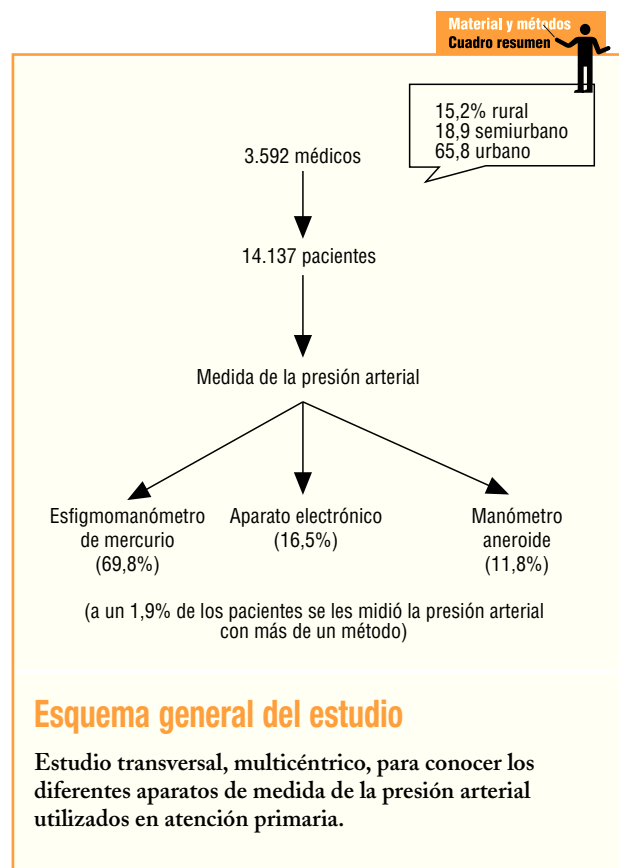 Material y métodos
Cuadro resumen
15,2% rural
18,9 semiurbano
65,8 urbano
3.592 médicos
14.137 pacientes
Medida de la presión arterial
Esfigmomanómetro
de mercurio
(69,8%)
Aparato electrónico
(16,5%)
Manómetro
aneroide
(11,8%)
(a un 1,9% de los pacientes se les midió la presión arterial
con más de un método)
Esquema general del estudio
Estudio transversal, multicéntrico, para conocer los
diferentes aparatos de medida de la presión arterial
utilizados en atención primaria.